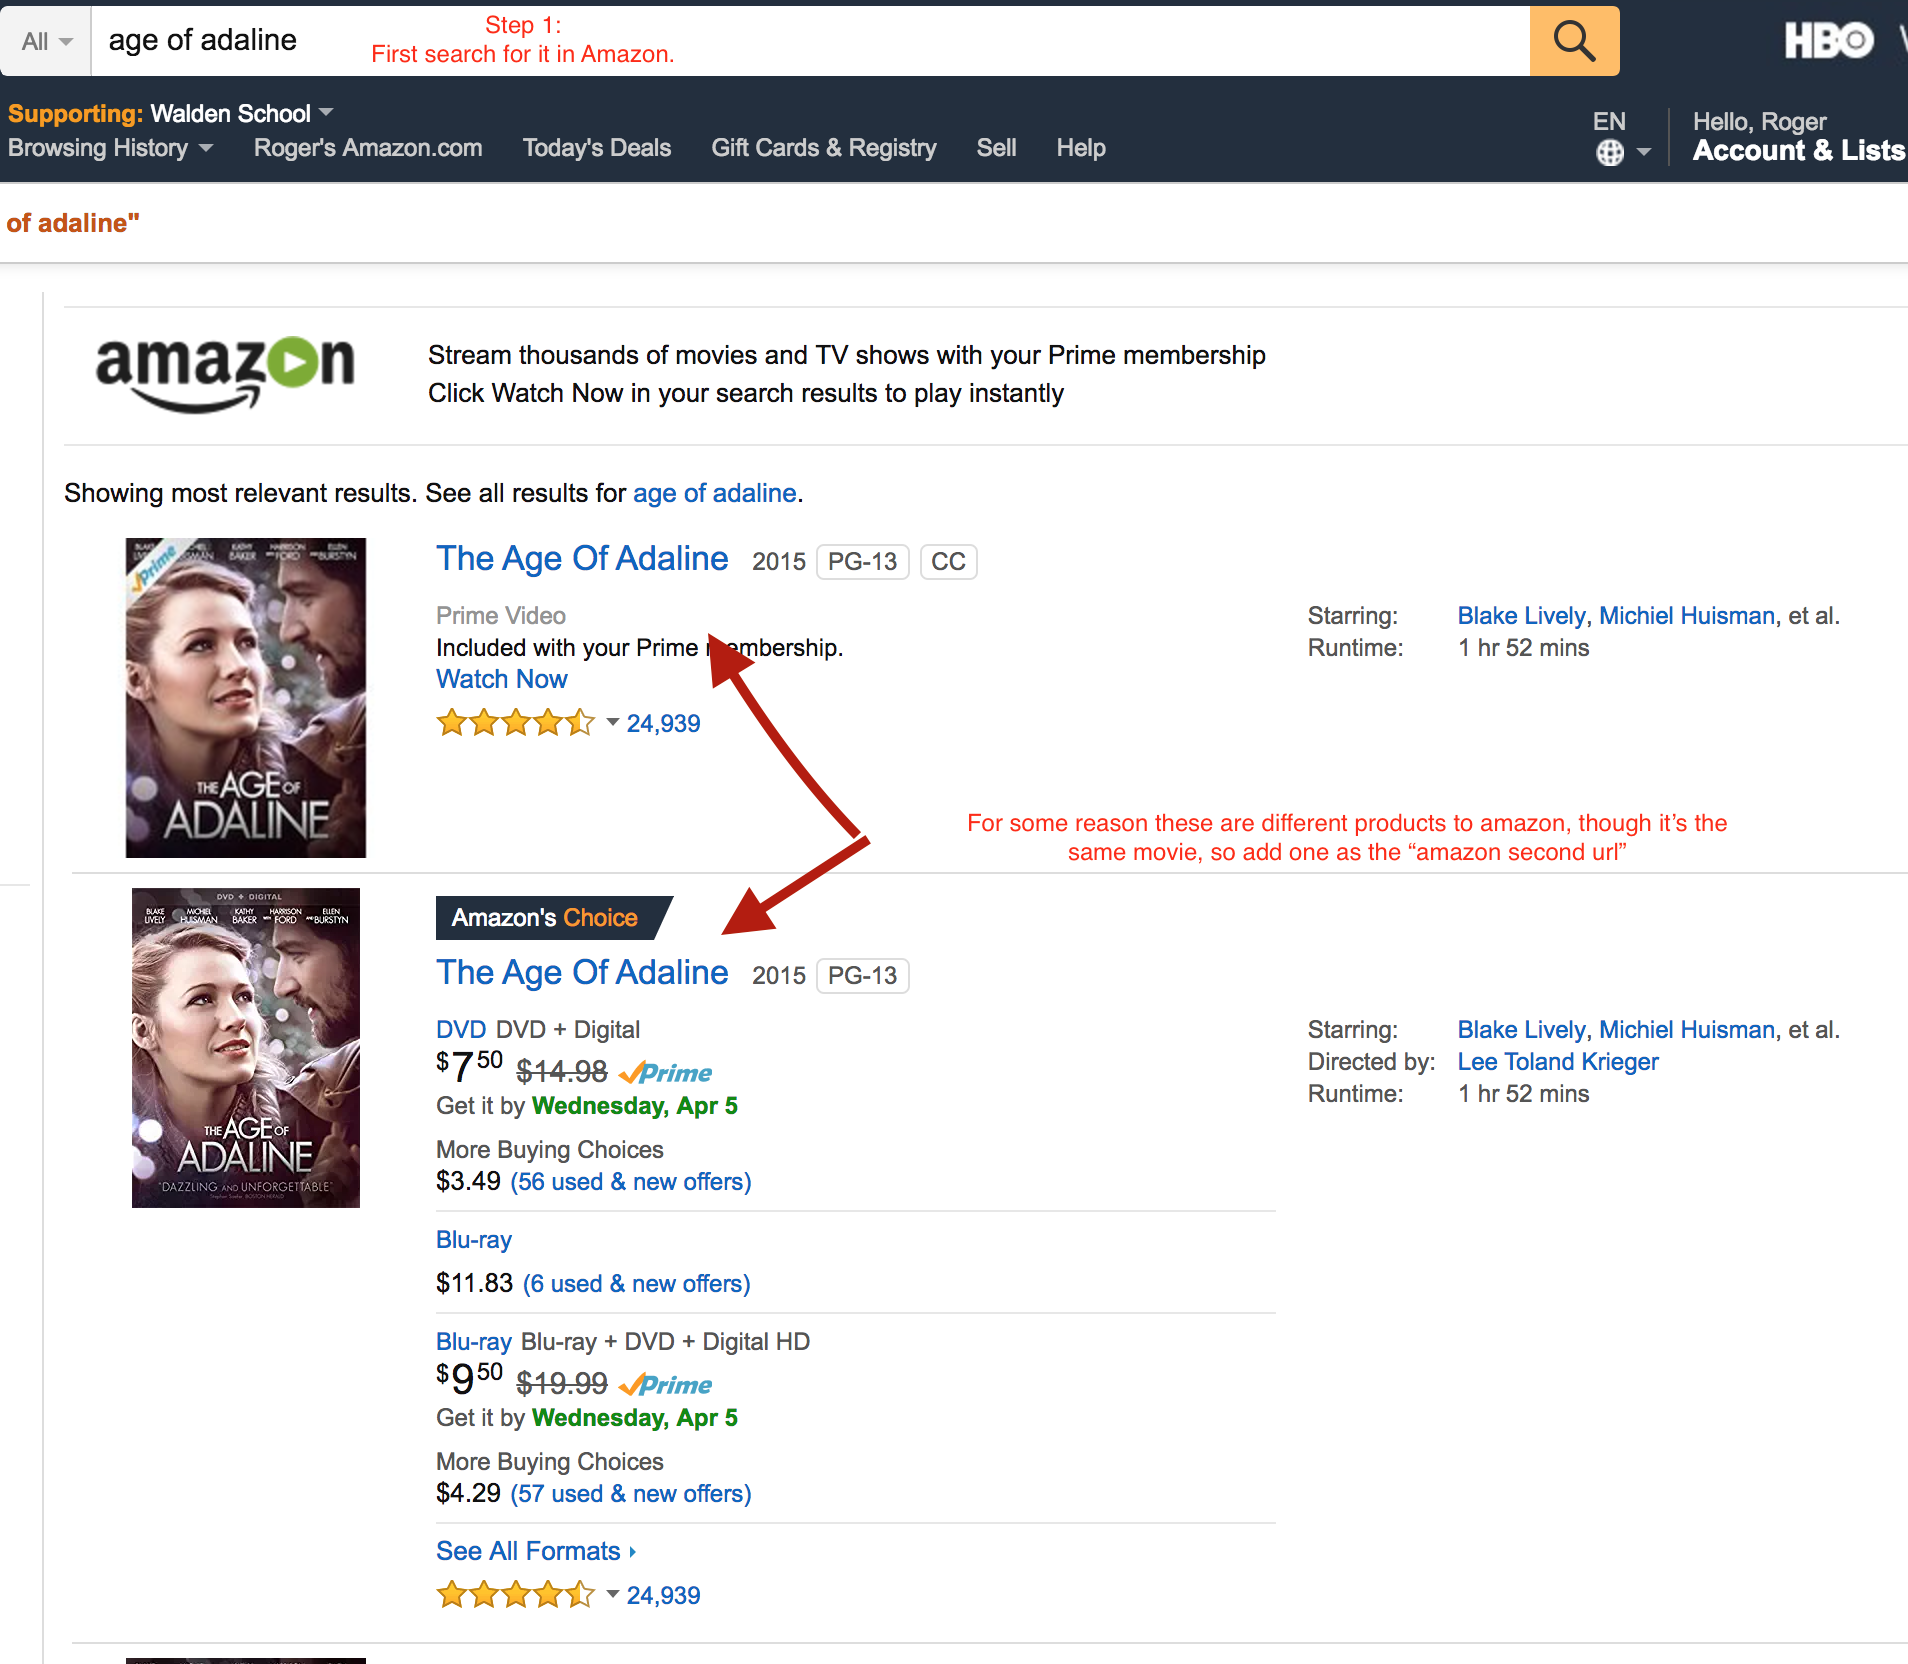 All
age of adaline
Step 1:
First search for it in Amazon.
HBO
Supporting: Walden School
Browsing History Roger's Amazon.com Today's Deals Gift Cards & Registry Sell Help
EN
Hello, Roger
Account & Lists
of adaline"
amazon
Stream thousands of movies and TV shows with your Prime membership
Click Watch Now in your search results to play instantly
Showing most relevant results. See all results for age of adaline.
Prime
KATHY BAKER
ELLEN BURSTYN
THE AGE OF
ADALINE
The Age Of Adaline 2015 PG-13 CC
Prime Video
Included with your Prime membership.
Watch Now
24,939
Starring: Blake Lively, Michiel Huisman, et al.
Runtime: 1 hr 52 mins
For some reason these are different products to amazon, though it's the
same movie, so add one as the “amazon second url”
DVD + DIGITAL
BLAKE LIVELY MICHIEL HUISMAN KATHY BAKER WITH HARRISON FORD AND ELLEN BURSTYN
THE AGE OF
ADALINE
"DAZZLING AND UNFORGETTABLE"
Amazon's Choice
The Age Of Adaline 2015 PG-13
DVD DVD + Digital
$7 50 $14.98 Prime
Get it by Wednesday, Apr 5
More Buying Choices
$3.49 (56 used & new offers)
Blu-ray
$11.83 (6 used & new offers)
Blu-ray Blu-ray + DVD + Digital HD
$9 50 $19.99 Prime
Get it by Wednesday, Apr 5
More Buying Choices
$4.29 (57 used & new offers)
See All Formats
24,939
Starring: Blake Lively, Michiel Huisman, et al.
Directed by: Lee Toland Krieger
Runtime: 1 hr 52 mins